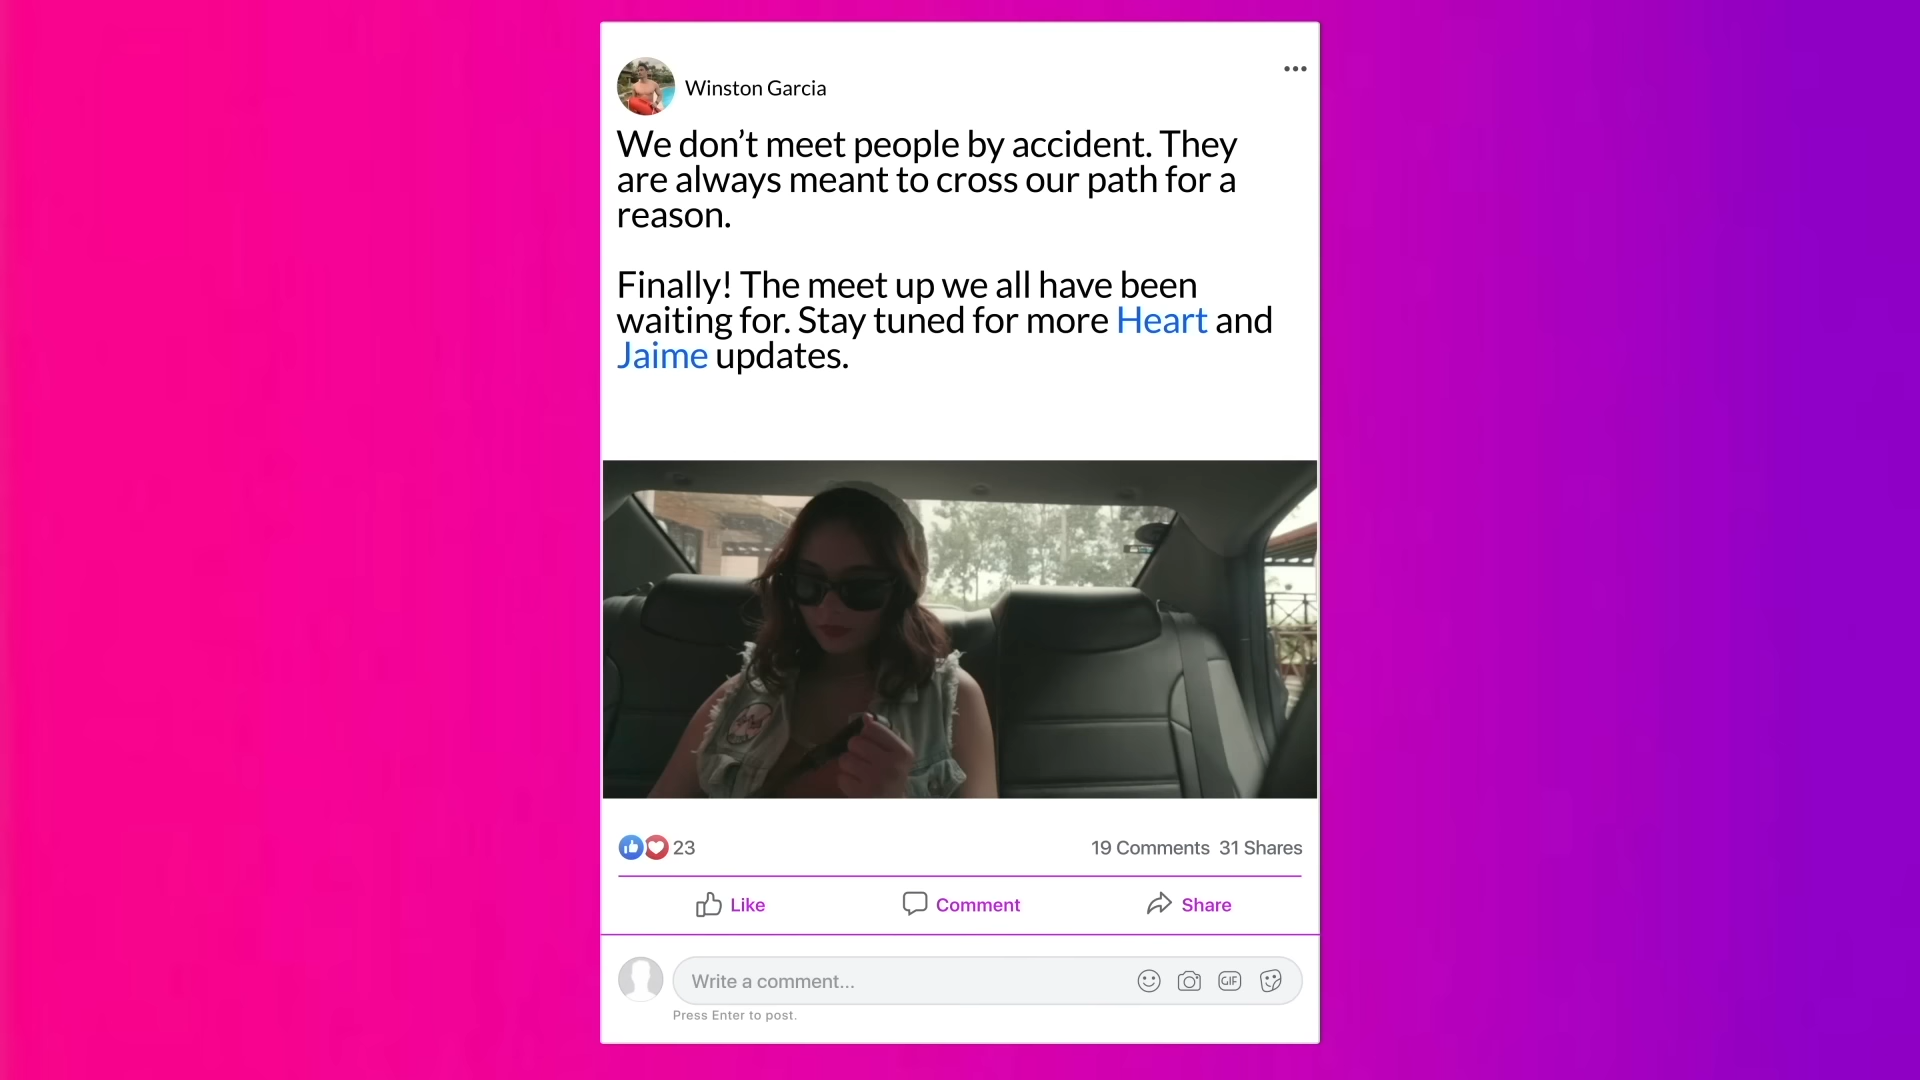 Winston Garcia
We don’t meet people by accident. They
are always meant to cross our path for a
reason.
Finally! The meet up we all have been
waiting for. Stay tuned for more Heart and
Jaime updates.
23
19 Comments 31 Shares
Like
Comment
Share
Write a comment...
GIF
Press Enter to post.